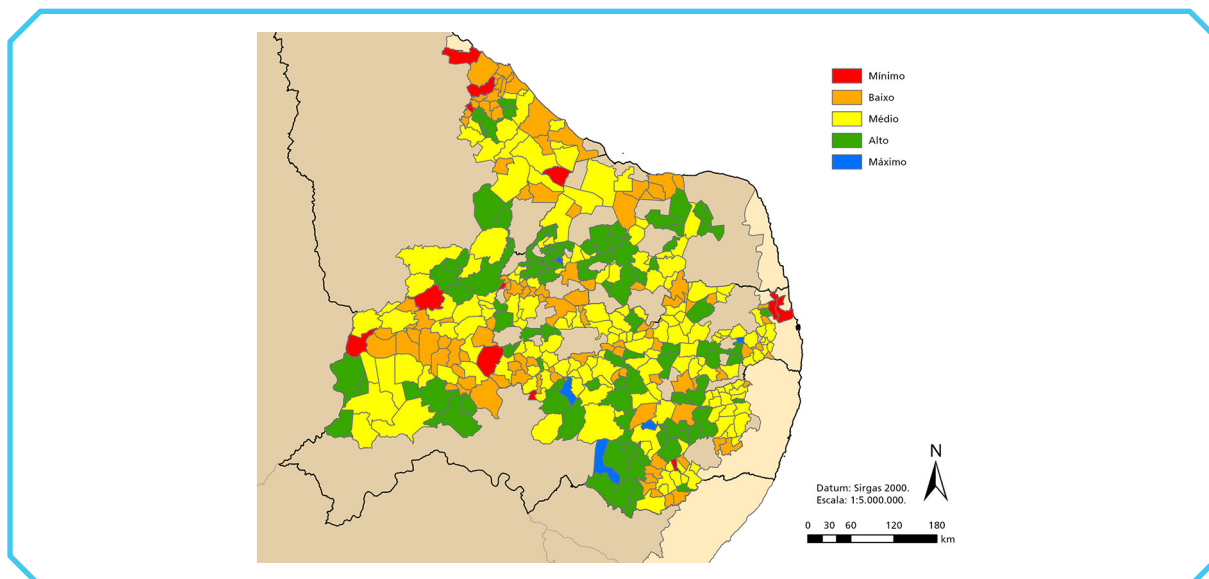 Mínimo
Baixo
Médio
Alto
Máximo
N
Datum: Sirgas 2000.
Escala: 1:5.000.000.
0 30 60 120 180
km